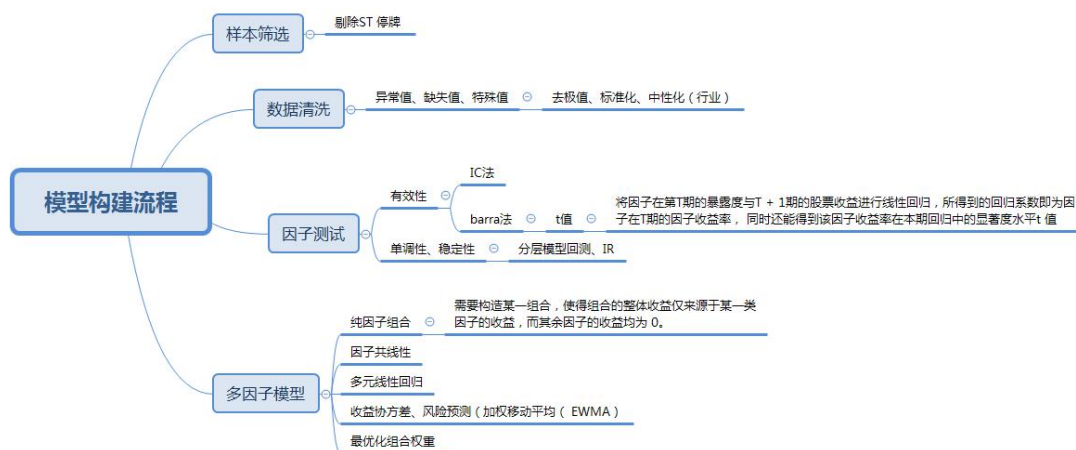 模型构建流程
样本筛选
剔除ST 停牌
数据清洗
异常值、缺失值、特殊值
去极值、标准化、中性化（行业）
因子测试
有效性
IC法
barra法
t值
将因子在第T期的暴露度与T + 1期的股票收益进行线性回归，所得到的回归系数即为因
子在T期的因子收益率， 同时还能得到该因子收益率在本期回归中的显著度水平t 值
单调性、稳定性
分层模型回测、IR
多因子模型
纯因子组合
需要构造某一组合，使得组合的整体收益仅来源于某一类
因子的收益，而其余因子的收益均为 0。
因子共线性
多元线性回归
收益协方差、风险预测（加权移动平均（ EWMA）
最优化组合权重